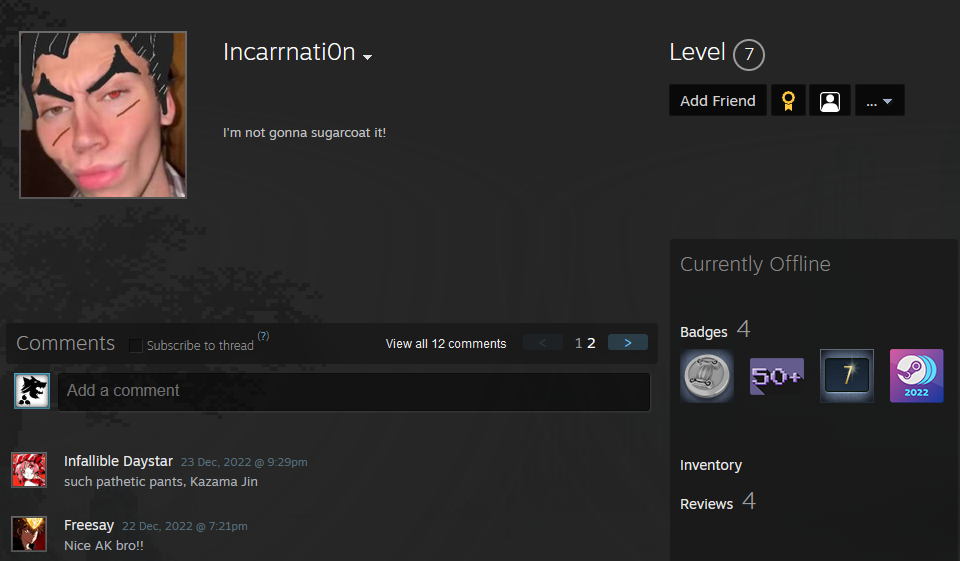 Incarrnati0n
I'm not gonna sugarcoat it!
Level 7
Add Friend
...
Currently Offline
Badges 4
50+
7
2022
Inventory
Reviews 4
Comments Subscribe to thread (?) View all 12 comments < 1 2 >
Add a comment
Infallible Daystar 23 Dec, 2022 @ 9:29pm
such pathetic pants, Kazama Jin
Freesay 22 Dec, 2022 @ 7:21pm
Nice AK bro!!